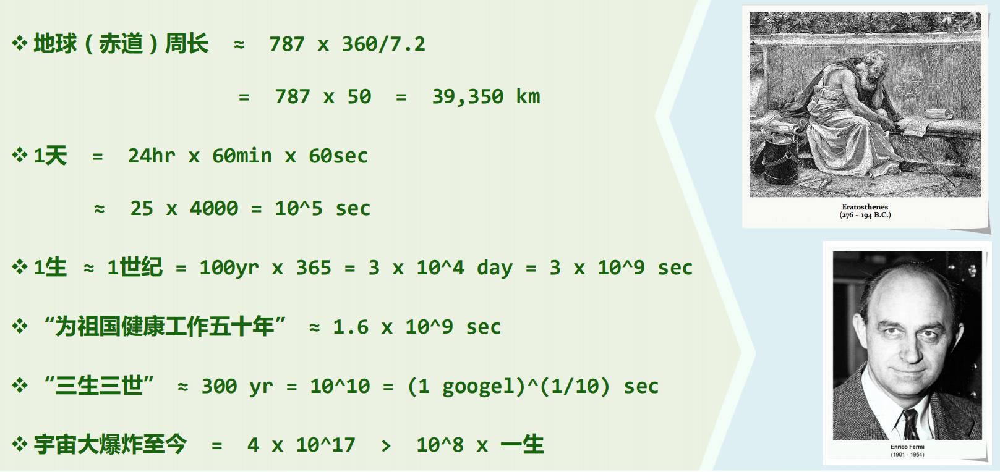 ❖ 地球（赤道）周长 ≈ 787 x 360/7.2
= 787 x 50 = 39,350 km
❖ 1天 = 24hr x 60min x 60sec
≈ 25 x 4000 = 10^5 sec
❖ 1生 ≈ 1世纪 = 100yr x 365 = 3 x 10^4 day = 3 x 10^9 sec
❖ “为祖国健康工作五十年” ≈ 1.6 x 10^9 sec
❖ “三生三世” ≈ 300 yr = 10^10 = (1 googel)^(1/10) sec
❖ 宇宙大爆炸至今 = 4 x 10^17 > 10^8 x 一生
Eratosthenes
(276 ~ 194 B.C.)
Enrico Fermi
(1901 - 1954)